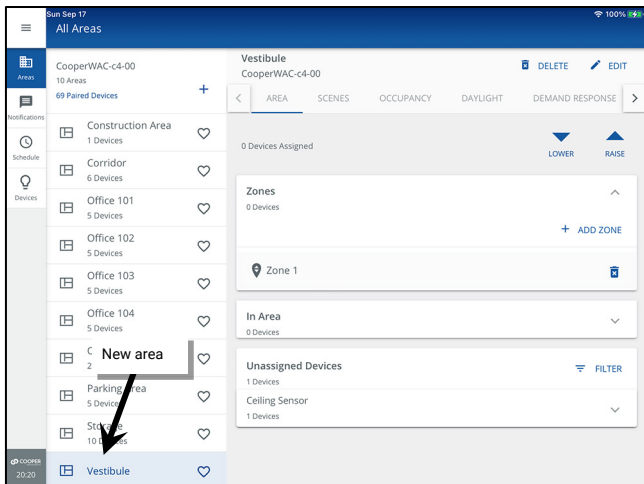 Sun Sep 17
100%
All Areas
Areas
Notifications
Schedule
Devices
COOPER
20:20
CooperWAC-c4-00
10 Areas
69 Paired Devices
+
Construction Area
1 Devices
Corridor
6 Devices
Office 101
5 Devices
Office 102
5 Devices
Office 103
5 Devices
Office 104
5 Devices
New area
2
Parking Area
5 Devices
Storage
10 Devices
Vestibule
Vestibule
CooperWAC-c4-00
DELETE
EDIT
< AREA SCENES OCCUPANCY DAYLIGHT DEMAND RESPONSE >
0 Devices Assigned
LOWER RAISE
Zones
0 Devices
+ ADD ZONE
Zone 1
In Area
0 Devices
Unassigned Devices
1 Devices
FILTER
Ceiling Sensor
1 Devices